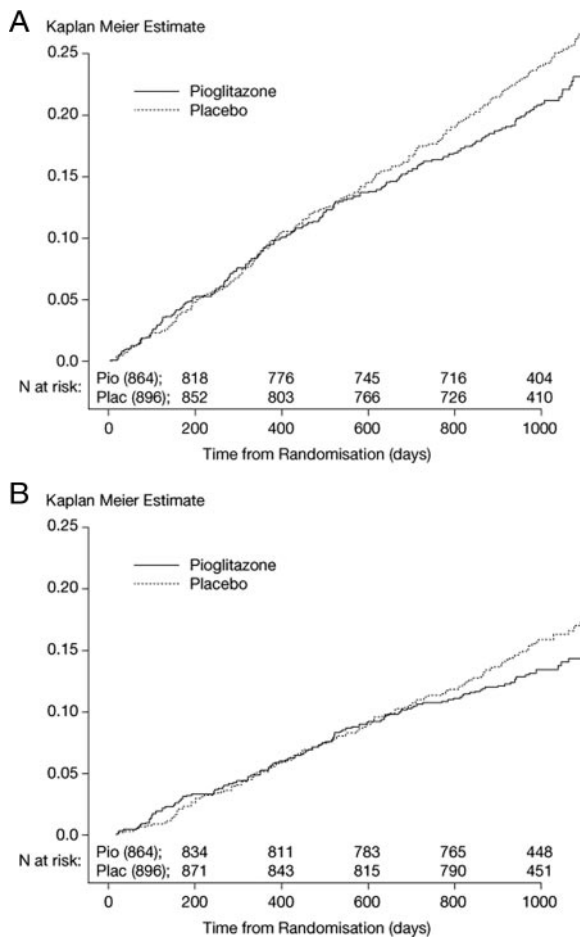 A
Kaplan Meier Estimate
0.25
Pioglitazone
Placebo
0.20
0.15
0.10
0.05
0.0
Pio (864); 818 776 745 716 404
N at risk:
Plac (896); 852 803 766 726 410
0 200 400 600 800 1000
Time from Randomisation (days)
B
Kaplan Meier Estimate
0.25
Pioglitazone
Placebo
0.20
0.15
0.10
0.05
0.0
Pio (864); 834 811 783 765 448
N at risk:
Plac (896); 871 843 815 790 451
0 200 400 600 800 1000
Time from Randomisation (days)